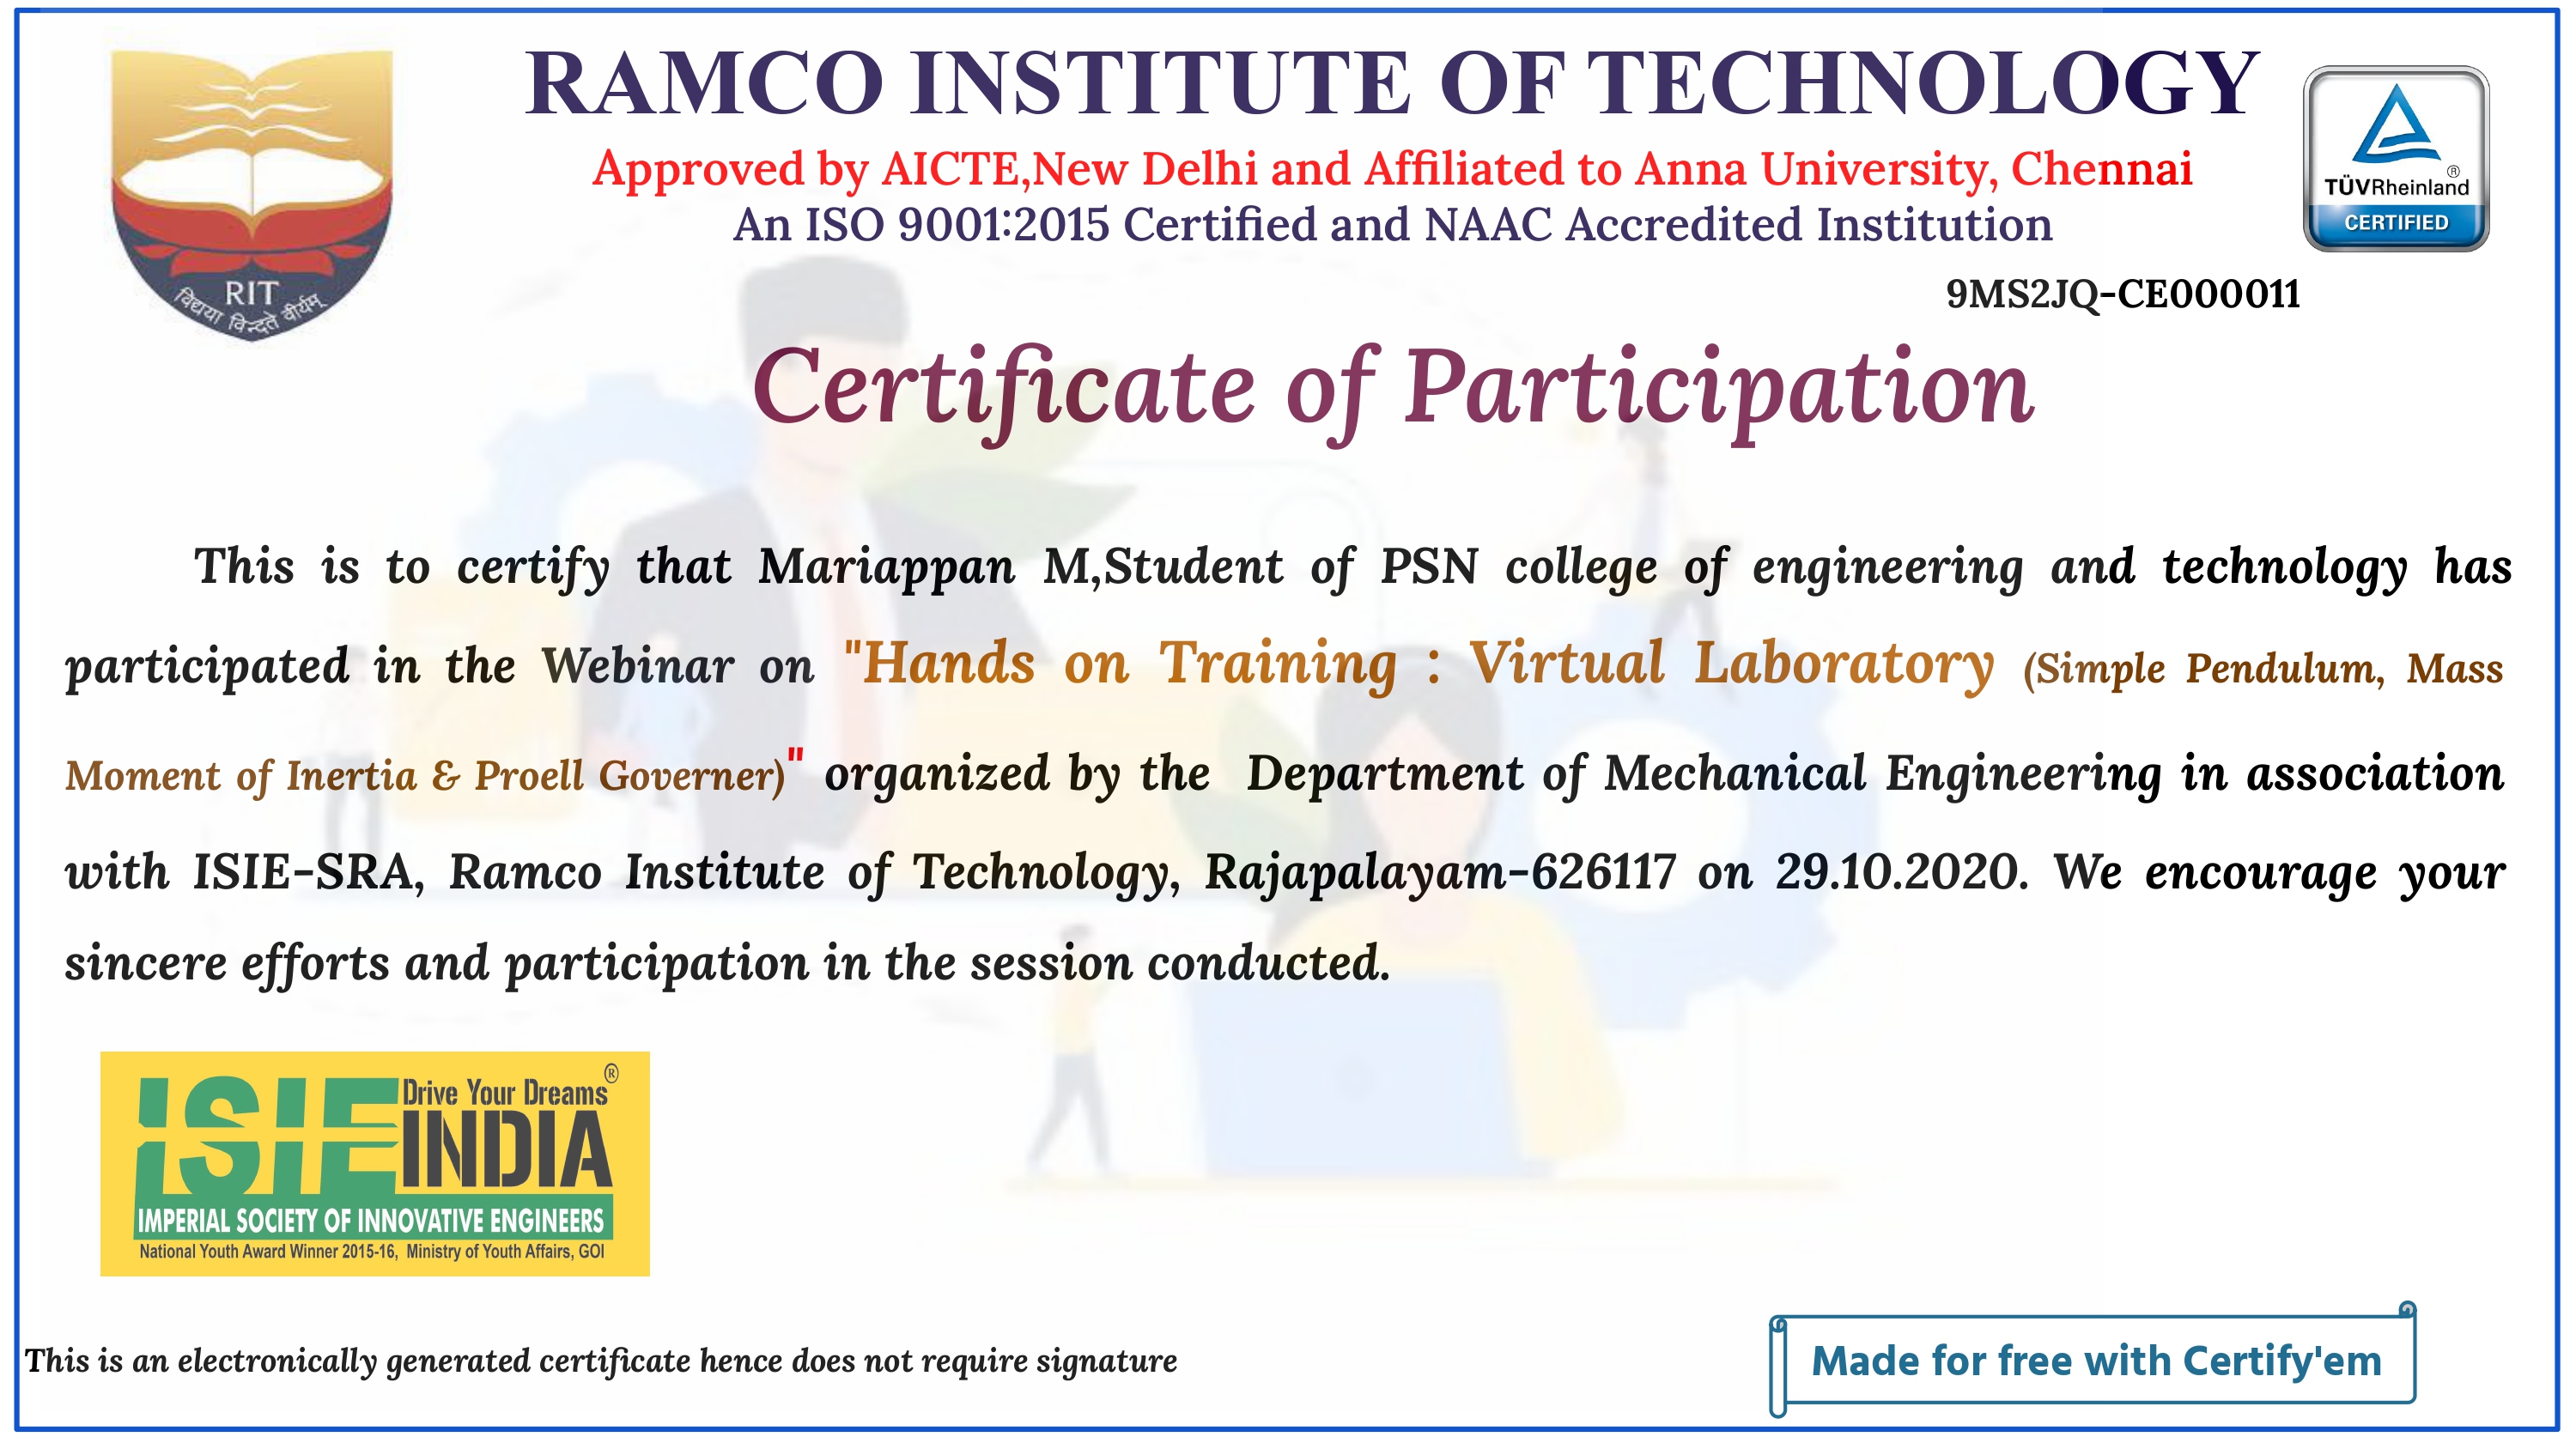 RAMCO INSTITUTE OF TECHNOLOGY
Approved by AICTE,New Delhi and Affiliated to Anna University, Chennai
An ISO 9001:2015 Certified and NAAC Accredited Institution
RIT
विद्यया विन्दते वीर्यम्
TÜVRheinland ®
CERTIFIED
9MS2JQ-CE000011
Certificate of Participation
This is to certify that Mariappan M,Student of PSN college of engineering and technology has
participated in the Webinar on "Hands on Training : Virtual Laboratory (Simple Pendulum, Mass
Moment of Inertia & Proell Governer)" organized by the Department of Mechanical Engineering in association
with ISIE-SRA, Ramco Institute of Technology, Rajapalayam-626117 on 29.10.2020. We encourage your
sincere efforts and participation in the session conducted.
ISIE Drive Your Dreams ®
INDIA
IMPERIAL SOCIETY OF INNOVATIVE ENGINEERS
National Youth Award Winner 2015-16, Ministry of Youth Affairs, GOI
This is an electronically generated certificate hence does not require signature
Made for free with Certify'em